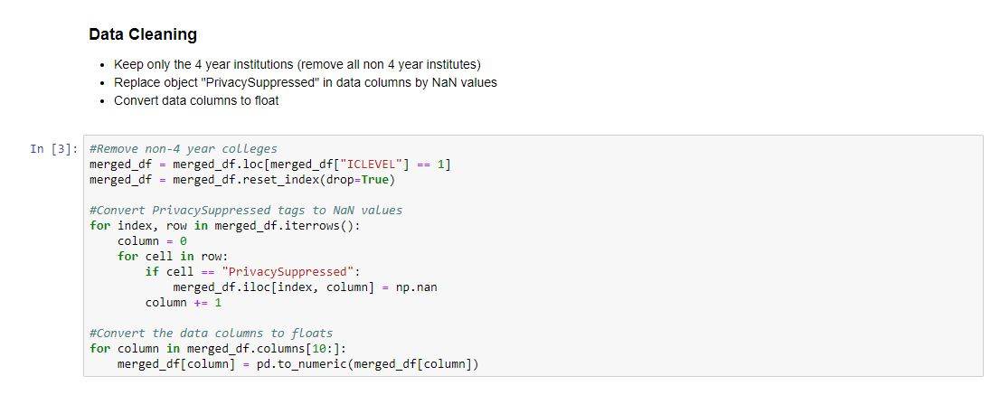 Data Cleaning
• Keep only the 4 year institutions (remove all non 4 year institutes)
• Replace object "PrivacySuppressed" in data columns by NaN values
• Convert data columns to float
In [3]: #Remove non-4 year colleges
merged_df = merged_df.loc[merged_df["ICLEVEL"] == 1]
merged_df = merged_df.reset_index(drop=True)

#Convert PrivacySuppressed tags to NaN values
for index, row in merged_df.iterrows():
    column = 0
    for cell in row:
        if cell == "PrivacySuppressed":
            merged_df.iloc[index, column] = np.nan
        column += 1

#Convert the data columns to floats
for column in merged_df.columns[10:]:
    merged_df[column] = pd.to_numeric(merged_df[column])